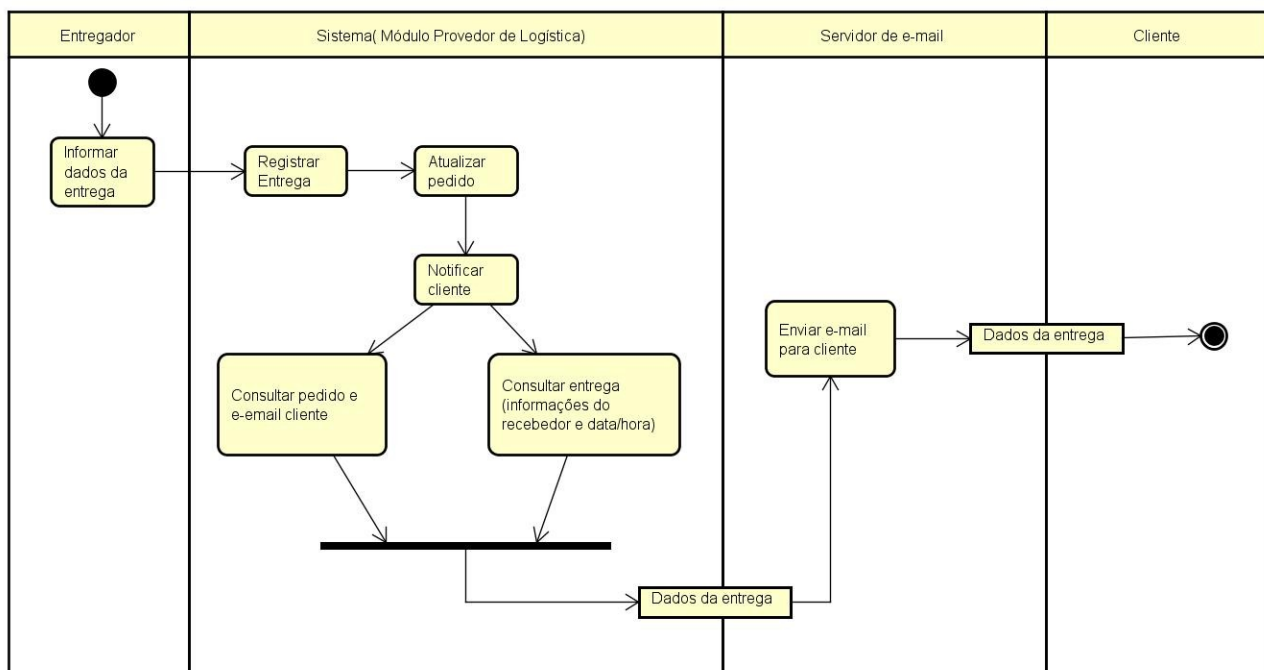 Entregador
Sistema( Módulo Provedor de Logística)
Servidor de e-mail
Cliente
Informar
dados da
entrega
Registrar
Entrega
Atualizar
pedido
Notificar
cliente
Consultar pedido e
e-email cliente
Consultar entrega
(informações do
recebedor e data/hora)
Dados da entrega
Enviar e-mail
para cliente
Dados da entrega